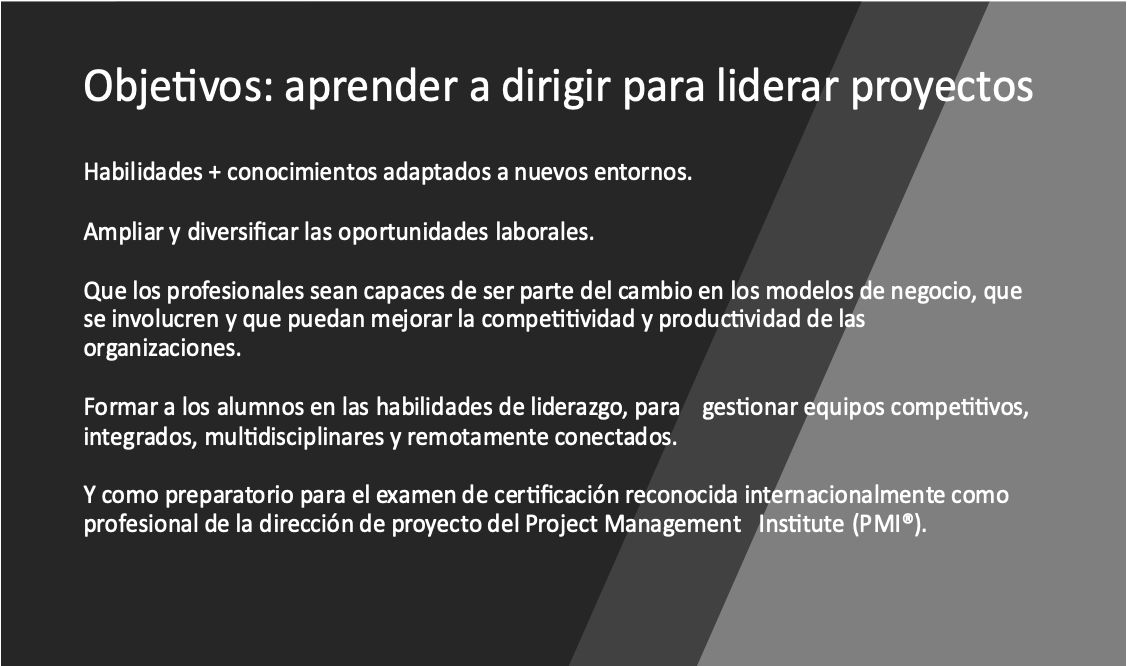 Objetivos: aprender a dirigir para liderar proyectos
Habilidades + conocimientos adaptados a nuevos entornos.
Ampliar y diversificar las oportunidades laborales.
Que los profesionales sean capaces de ser parte del cambio en los modelos de negocio, que
se involucren y que puedan mejorar la competitividad y productividad de las
organizaciones.
Formar a los alumnos en las habilidades de liderazgo, para gestionar equipos competitivos,
integrados, multidisciplinares y remotamente conectados.
Y como preparatorio para el examen de certificación reconocida internacionalmente como
profesional de la dirección de proyecto del Project Management Institute (PMI®).